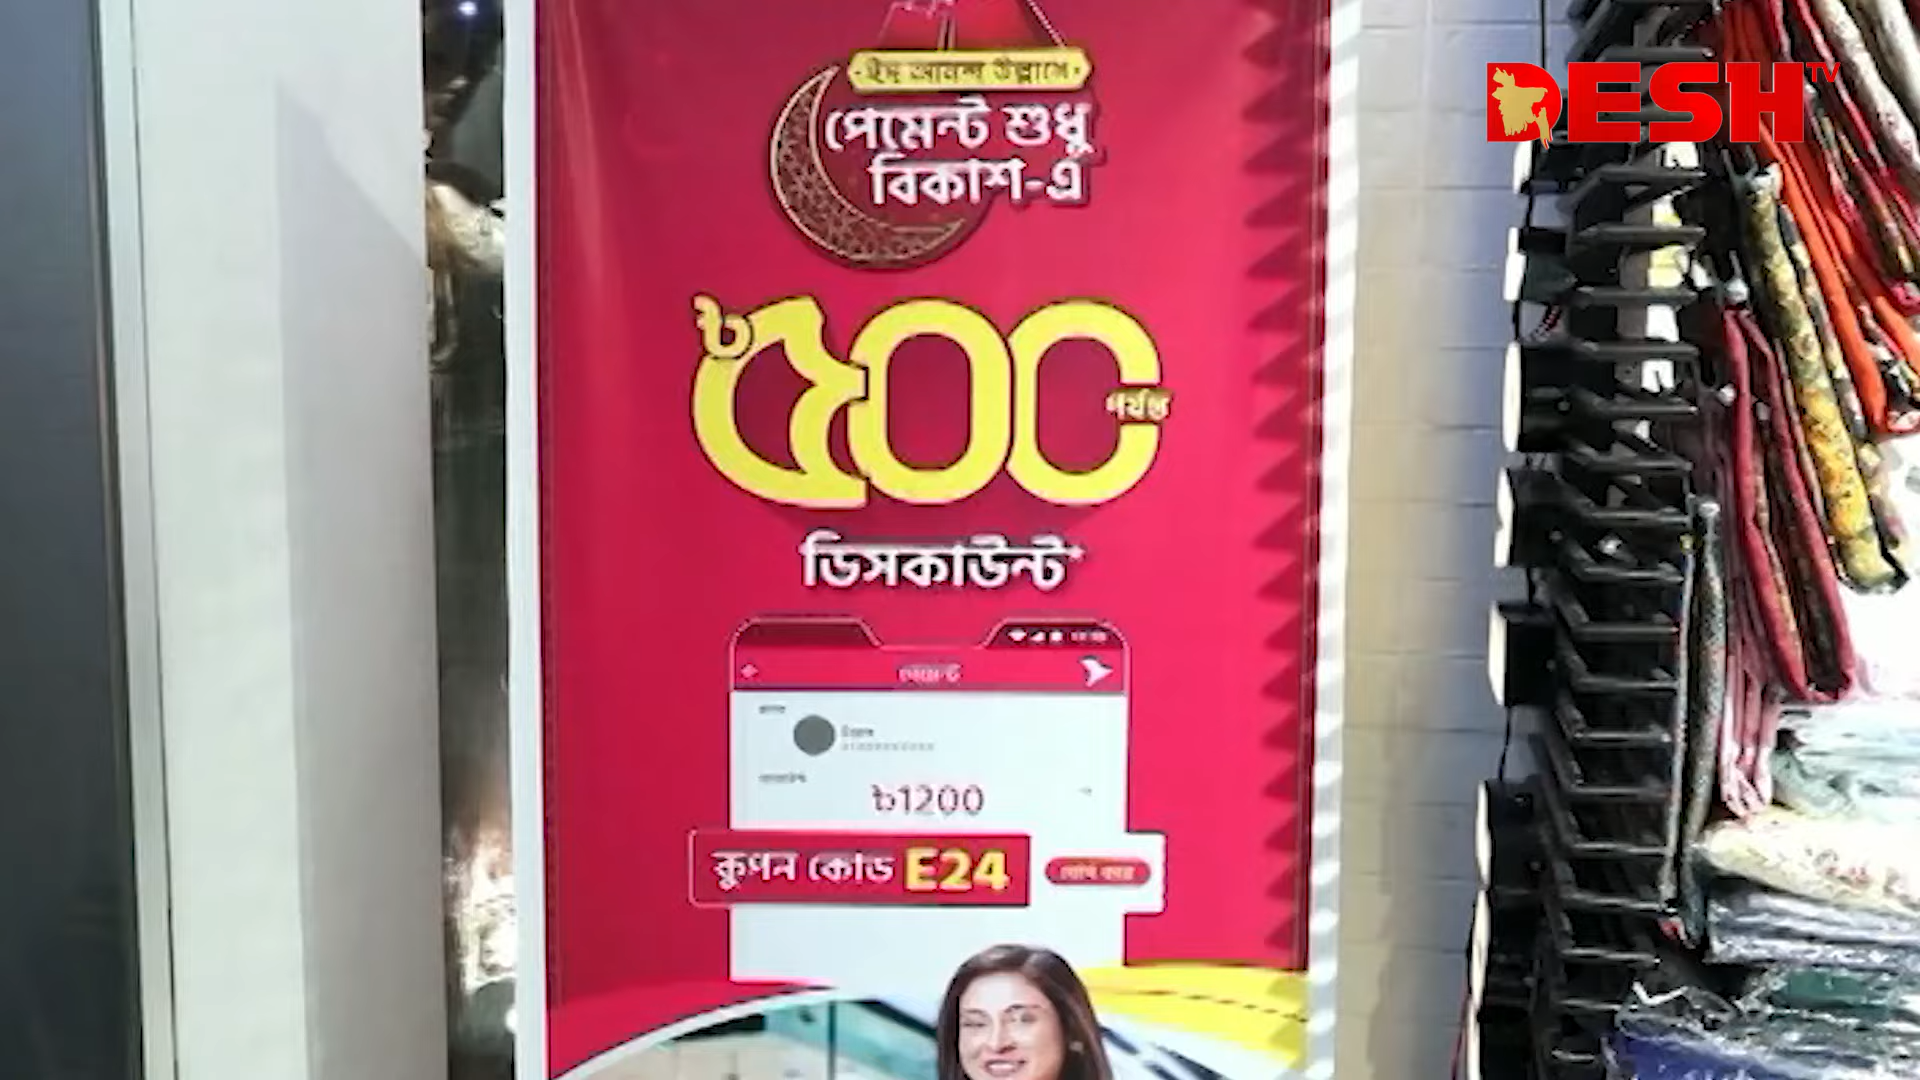 ঈদ আনন্দ উল্লাসে
DESH TV
পেমেন্ট শুধু
বিকাশ-এ
৳৫০০
পর্যন্ত
ডিসকাউন্ট*
পেমেন্ট
৳1200
কুপন কোড E24